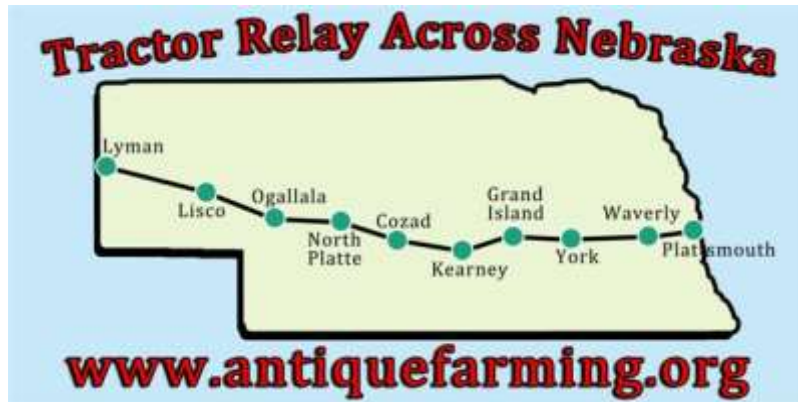 Tractor Relay Across Nebraska
Lyman
Lisco
Ogallala
North
Platte
Cozad
Kearney
Grand
Island
York
Waverly
Plattsmouth
www.antiquefarming.org